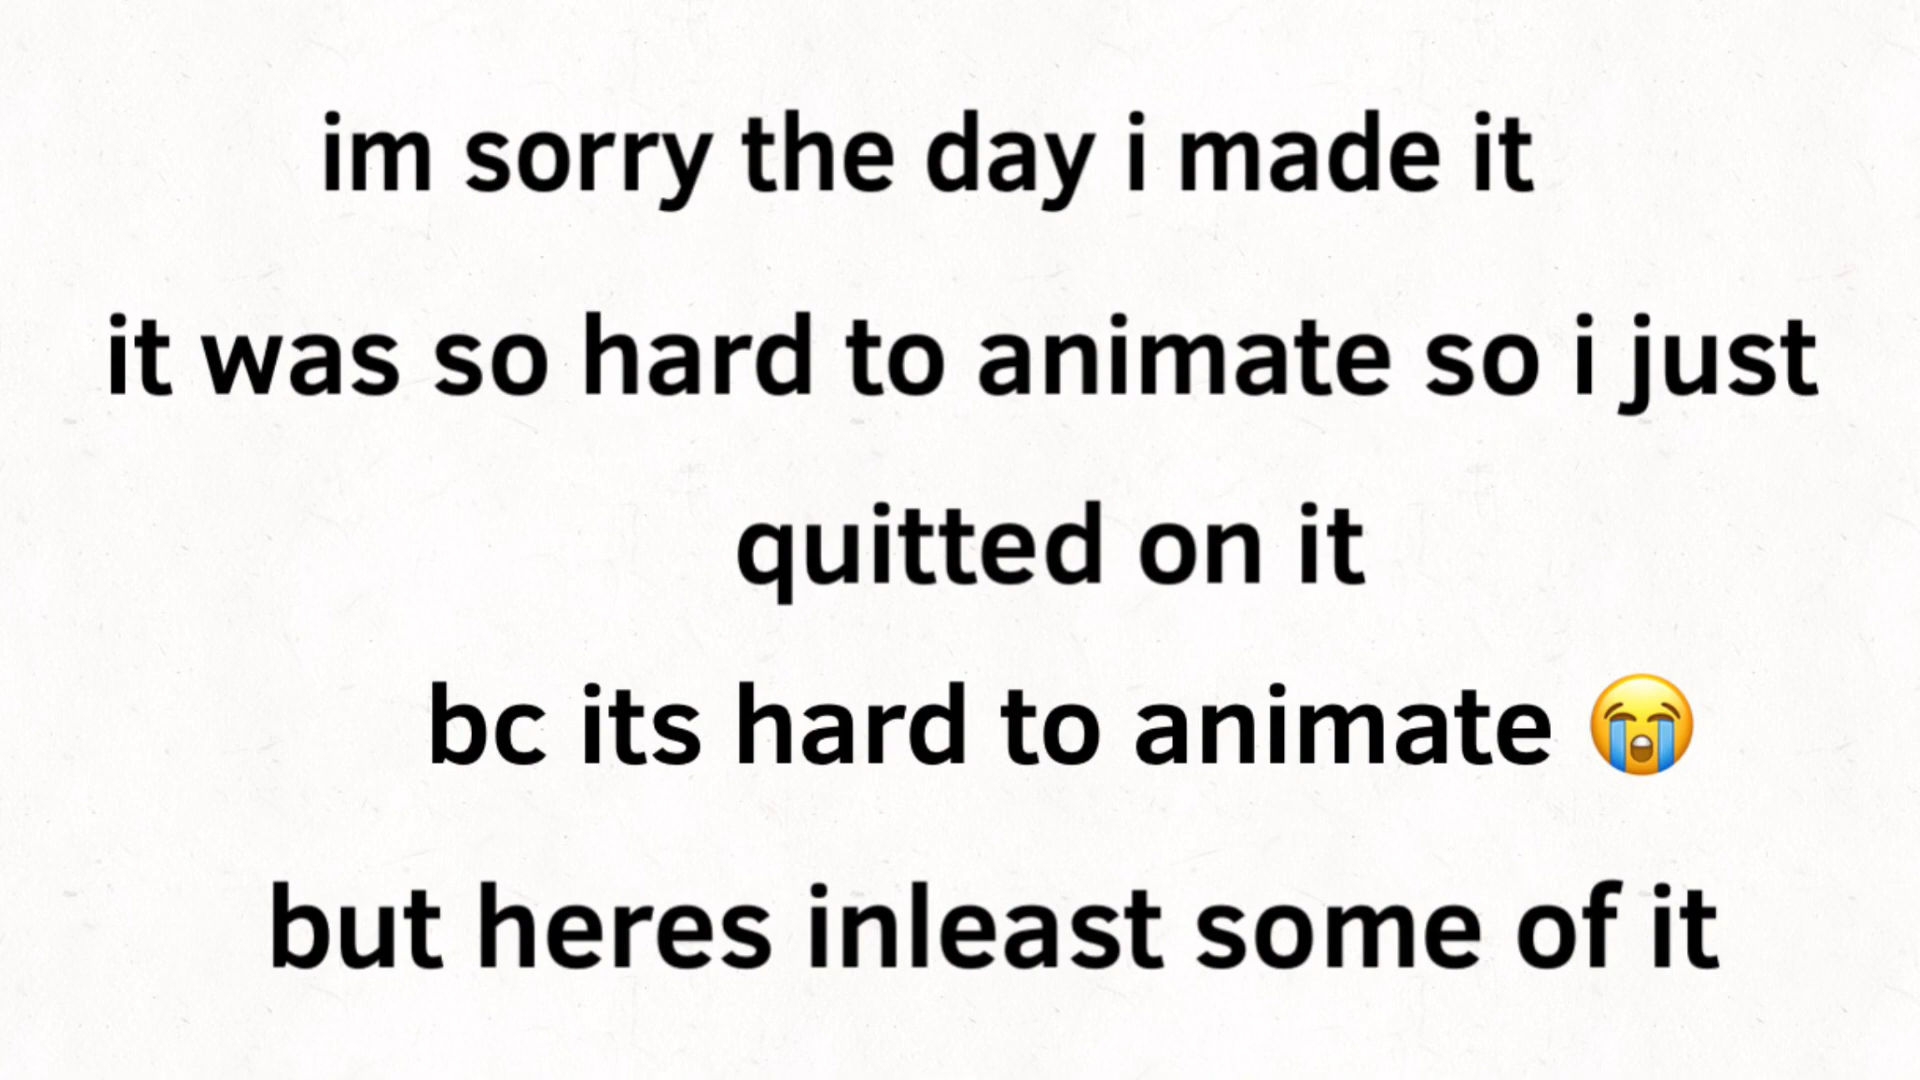 im sorry the day i made it
it was so hard to animate so i just
quitted on it
bc its hard to animate 😭
but heres inleast some of it